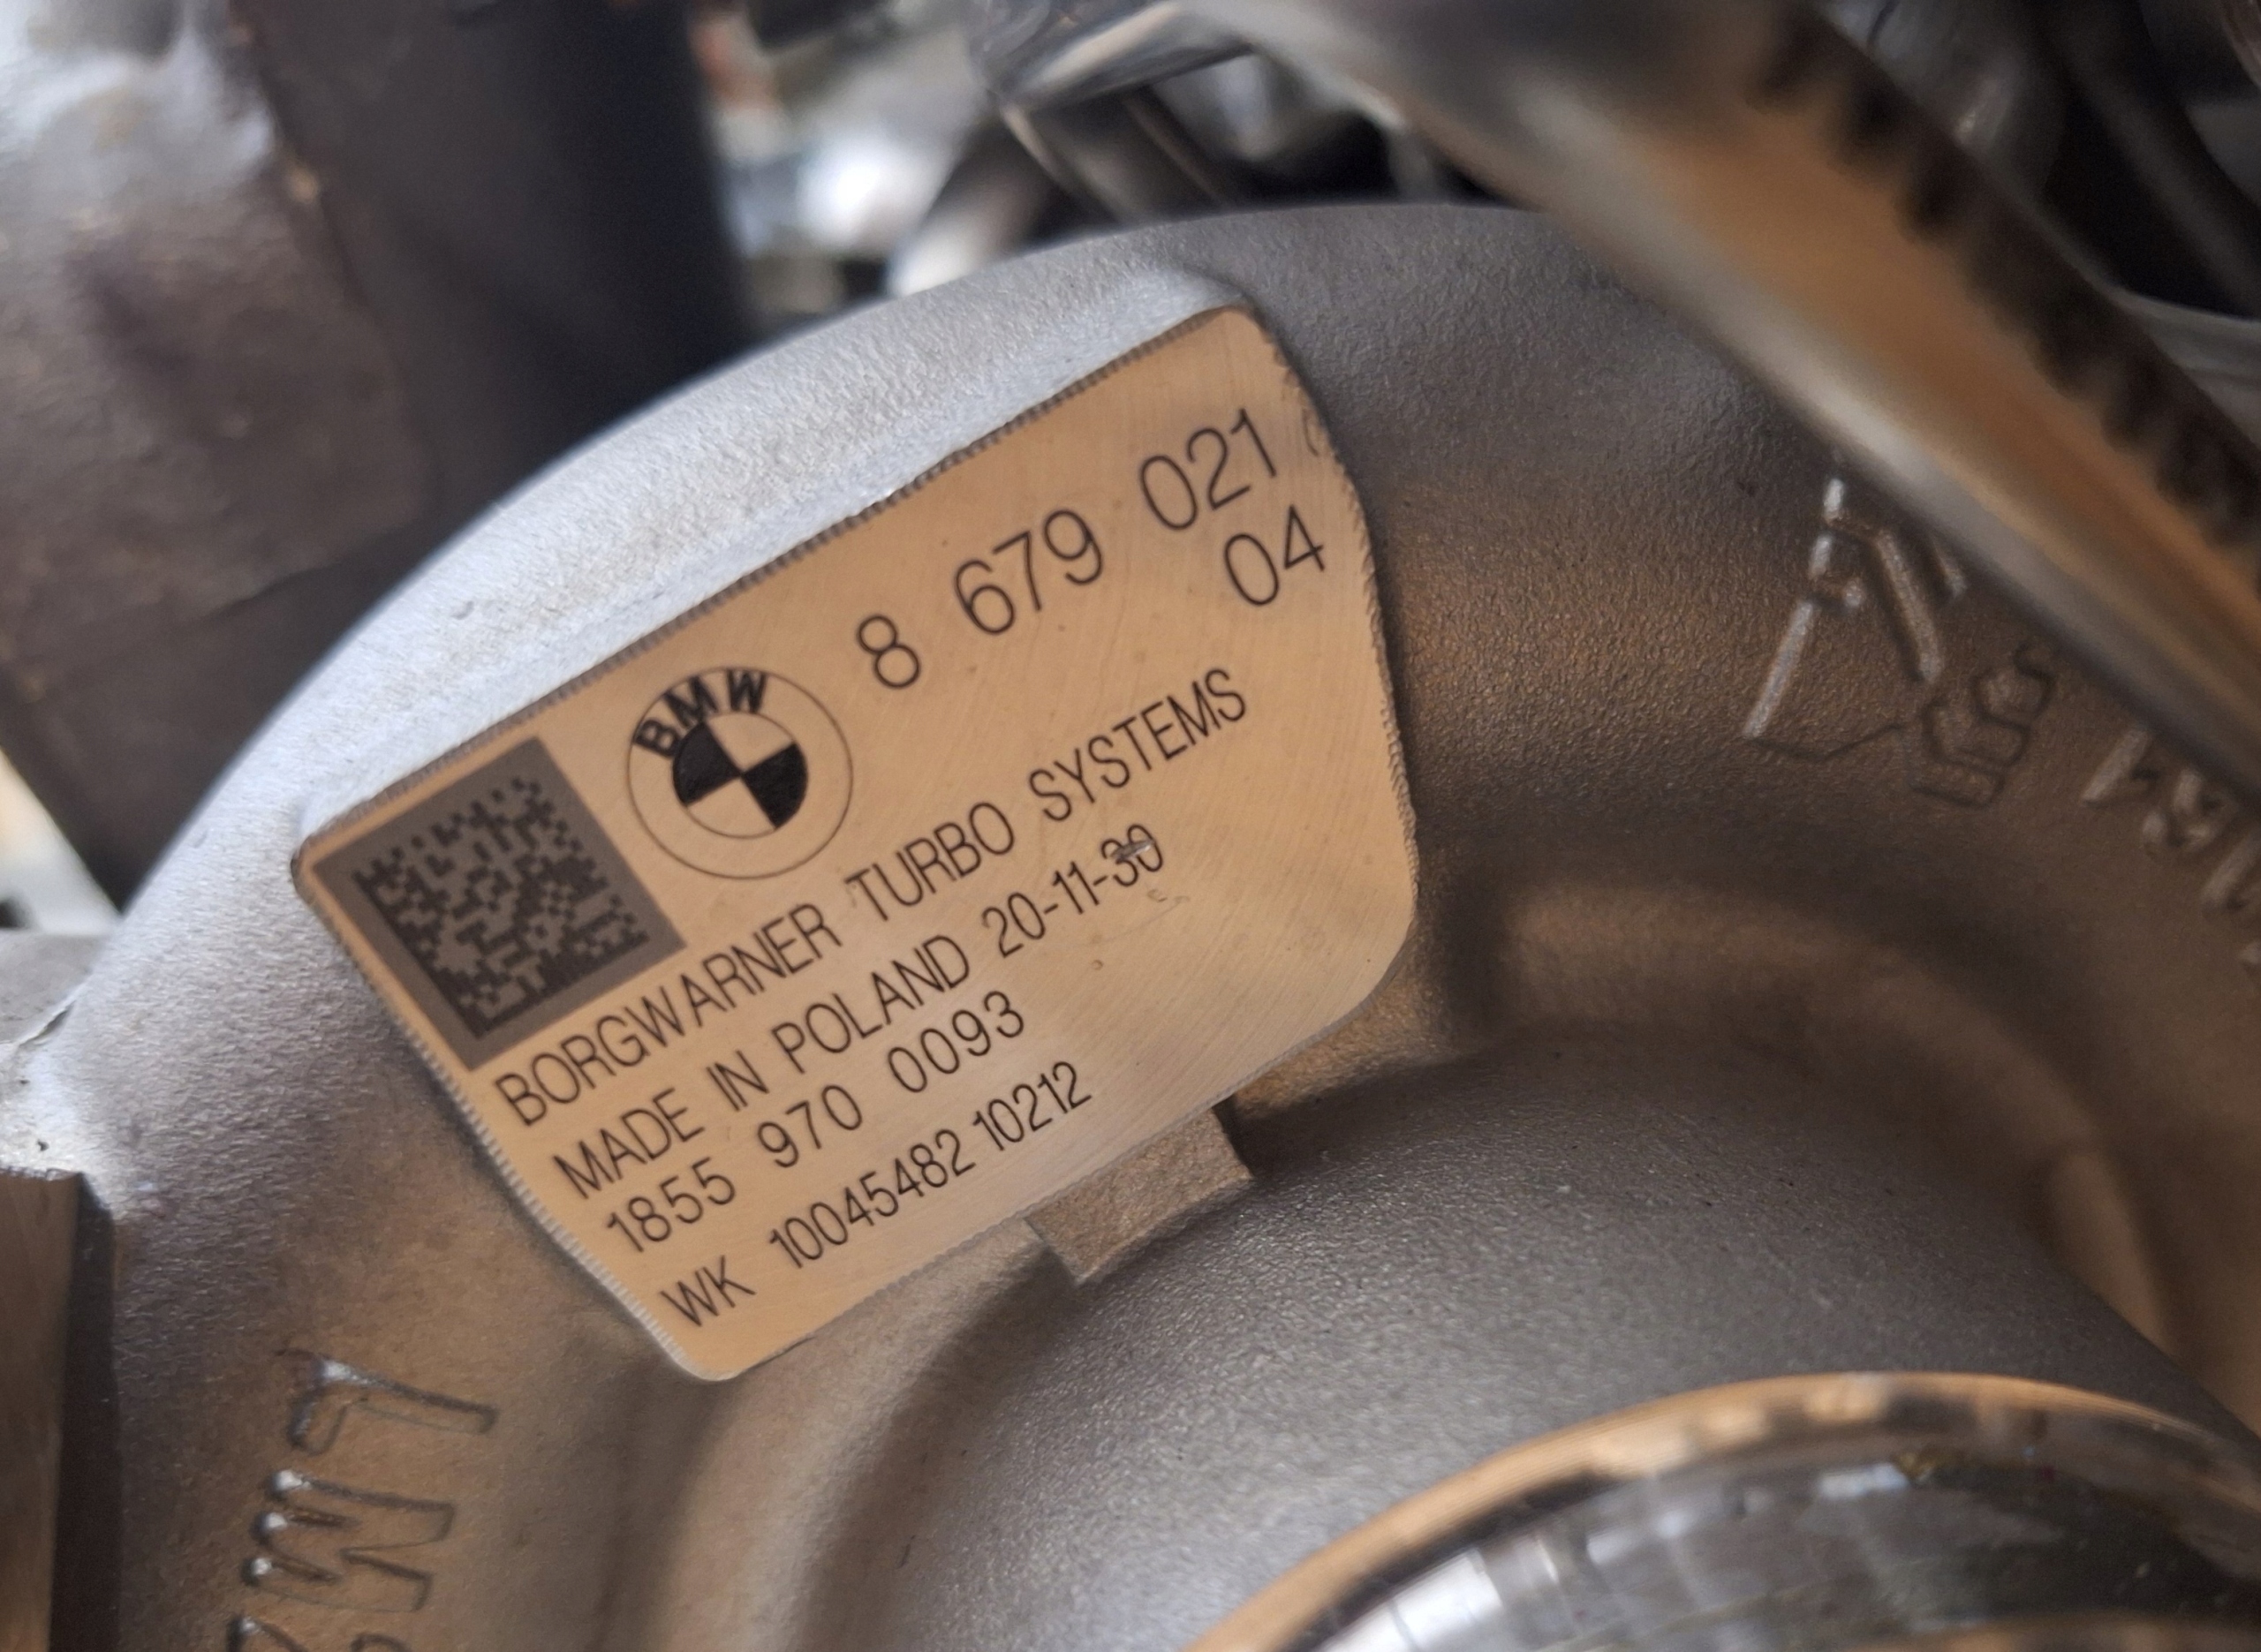 8 679 021
04
BMW
BORGWARNER TURBO SYSTEMS
MADE IN POLAND 20-11-30
1855 970 0093
WK 10045482 10212